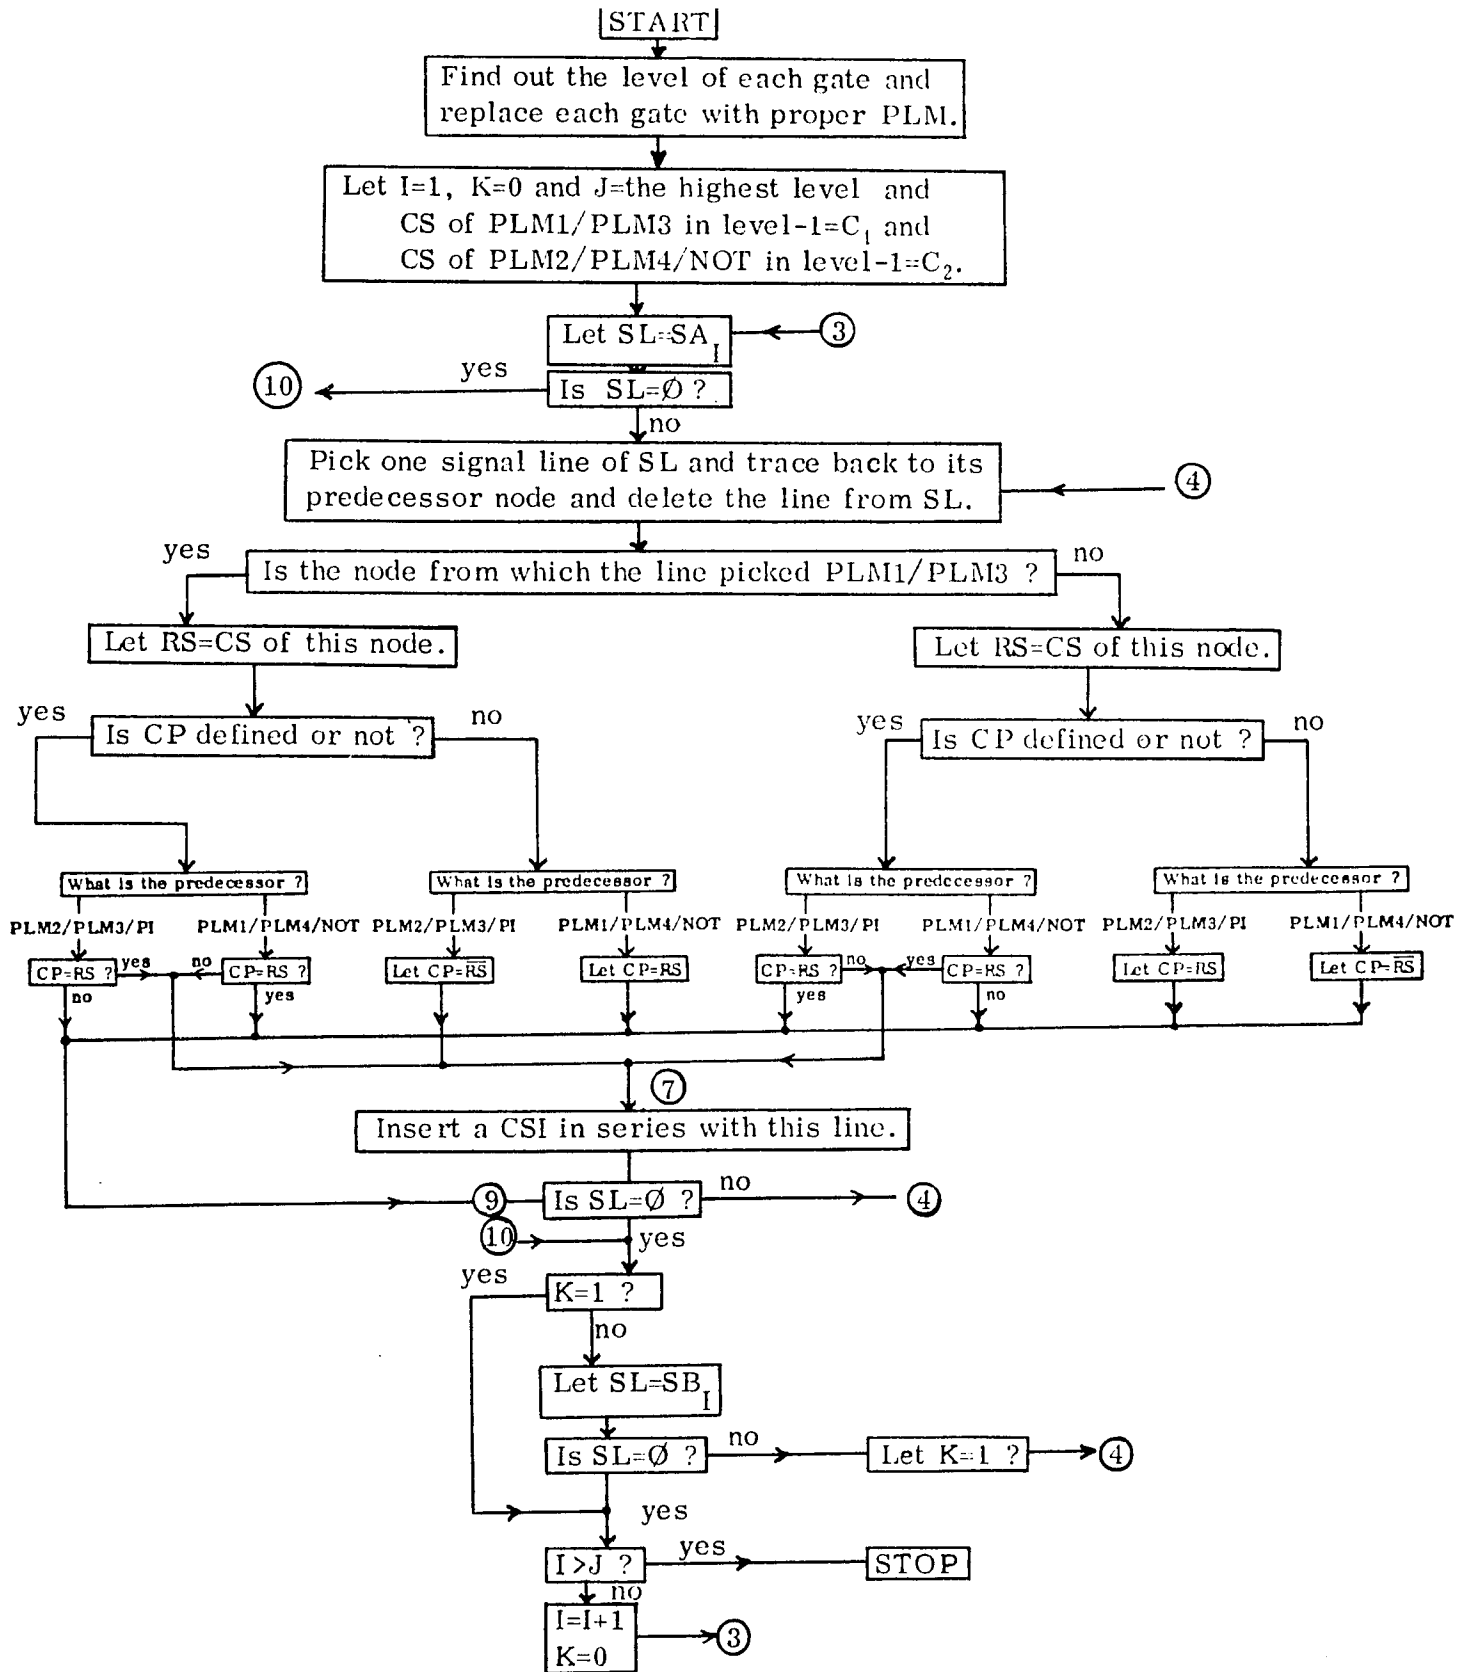 START
Find out the level of each gate and
replace each gate with proper PLM.
Let I=1, K=0 and J=the highest level and
CS of PLM1/PLM3 in level-1=C₁ and
CS of PLM2/PLM4/NOT in level-1=C₂.
Let SL=SA_I
3
10
yes
Is SL=Ø ?
no
Pick one signal line of SL and trace back to its
predecessor node and delete the line from SL.
4
yes
Is the node from which the line picked PLM1/PLM3 ?
no
Let RS=CS of this node.
Let RS=CS of this node.
yes
Is CP defined or not ?
no
yes
Is CP defined or not ?
no
What is the predecessor ?
What is the predecessor ?
What is the predecessor ?
What is the predecessor ?
PLM2/PLM3/PI
PLM1/PLM4/NOT
PLM2/PLM3/PI
PLM1/PLM4/NOT
PLM2/PLM3/PI
PLM1/PLM4/NOT
PLM2/PLM3/PI
PLM1/PLM4/NOT
CP=RS ?
yes
no
CP=RS ?
Let CP=R̅S̅
Let CP=RS
CP=RS ?
no
yes
CP=RS ?
Let CP=RS
Let CP=R̅S̅
no
yes
yes
no
7
Insert a CSI in series with this line.
9
Is SL=Ø ?
no
4
10
yes
yes
K=1 ?
no
Let SL=SB_I
Is SL=Ø ?
no
Let K=1 ?
4
yes
I>J ?
yes
STOP
no
I=I+1
K=0
3